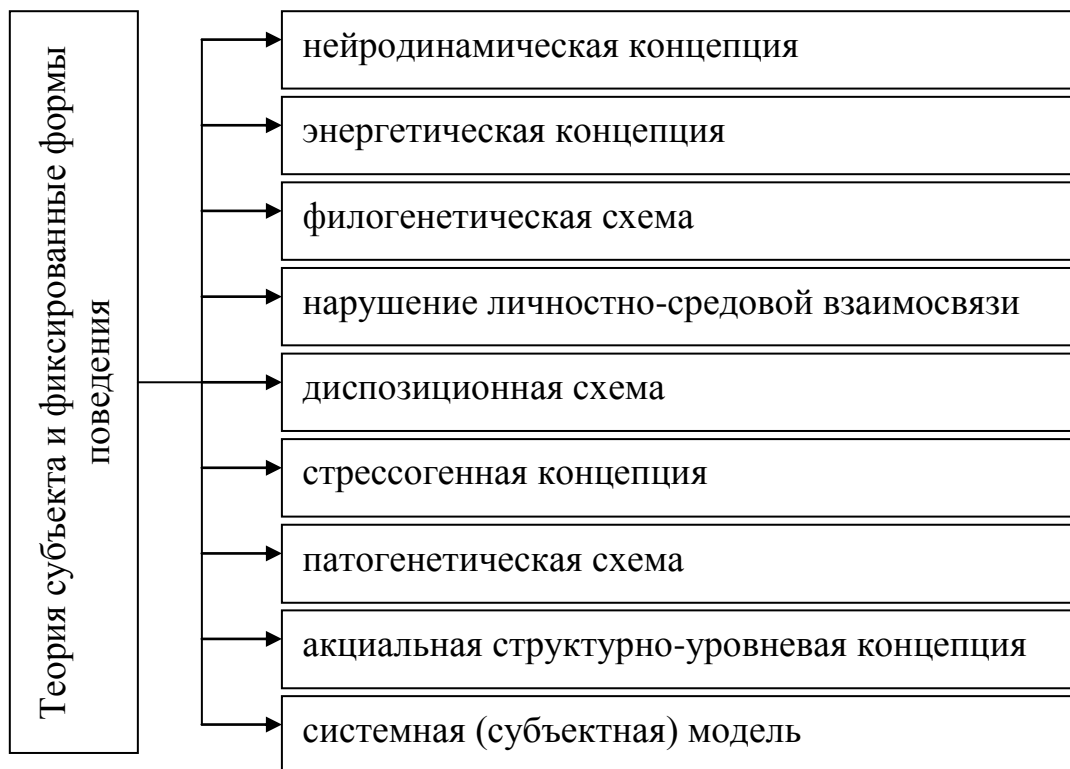 Теория субъекта и фиксированные формы
поведения
нейродинамическая концепция
энергетическая концепция
филогенетическая схема
нарушение личностно-средовой взаимосвязи
диспозиционная схема
стрессогенная концепция
патогенетическая схема
акциальная структурно-уровневая концепция
системная (субъектная) модель